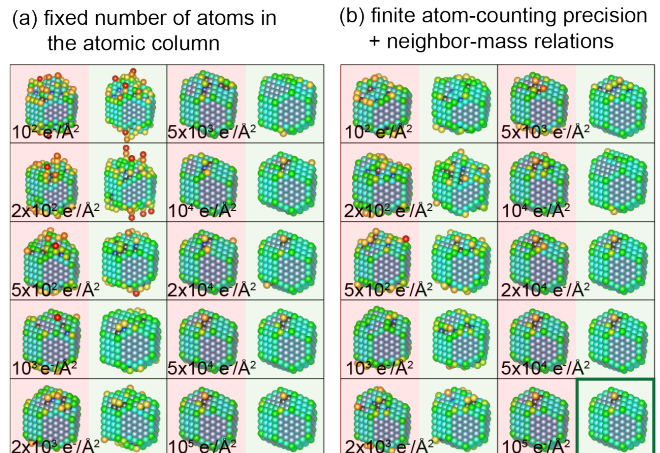 (a) fixed number of atoms in
the atomic column
(b) finite atom-counting precision
+ neighbor-mass relations
10² e⁻/Å²
5x10³ e⁻/Å²
10² e⁻/Å²
5x10³ e⁻/Å²
2x10² e⁻/Å²
10⁴ e⁻/Å²
2x10² e⁻/Å²
10⁴ e⁻/Å²
5x10² e⁻/Å²
2x10⁴ e⁻/Å²
5x10² e⁻/Å²
2x10⁴ e⁻/Å²
10³ e⁻/Å²
5x10⁴ e⁻/Å²
10³ e⁻/Å²
5x10⁴ e⁻/Å²
2x10³ e⁻/Å²
10⁵ e⁻/Å²
2x10³ e⁻/Å²
10⁵ e⁻/Å²